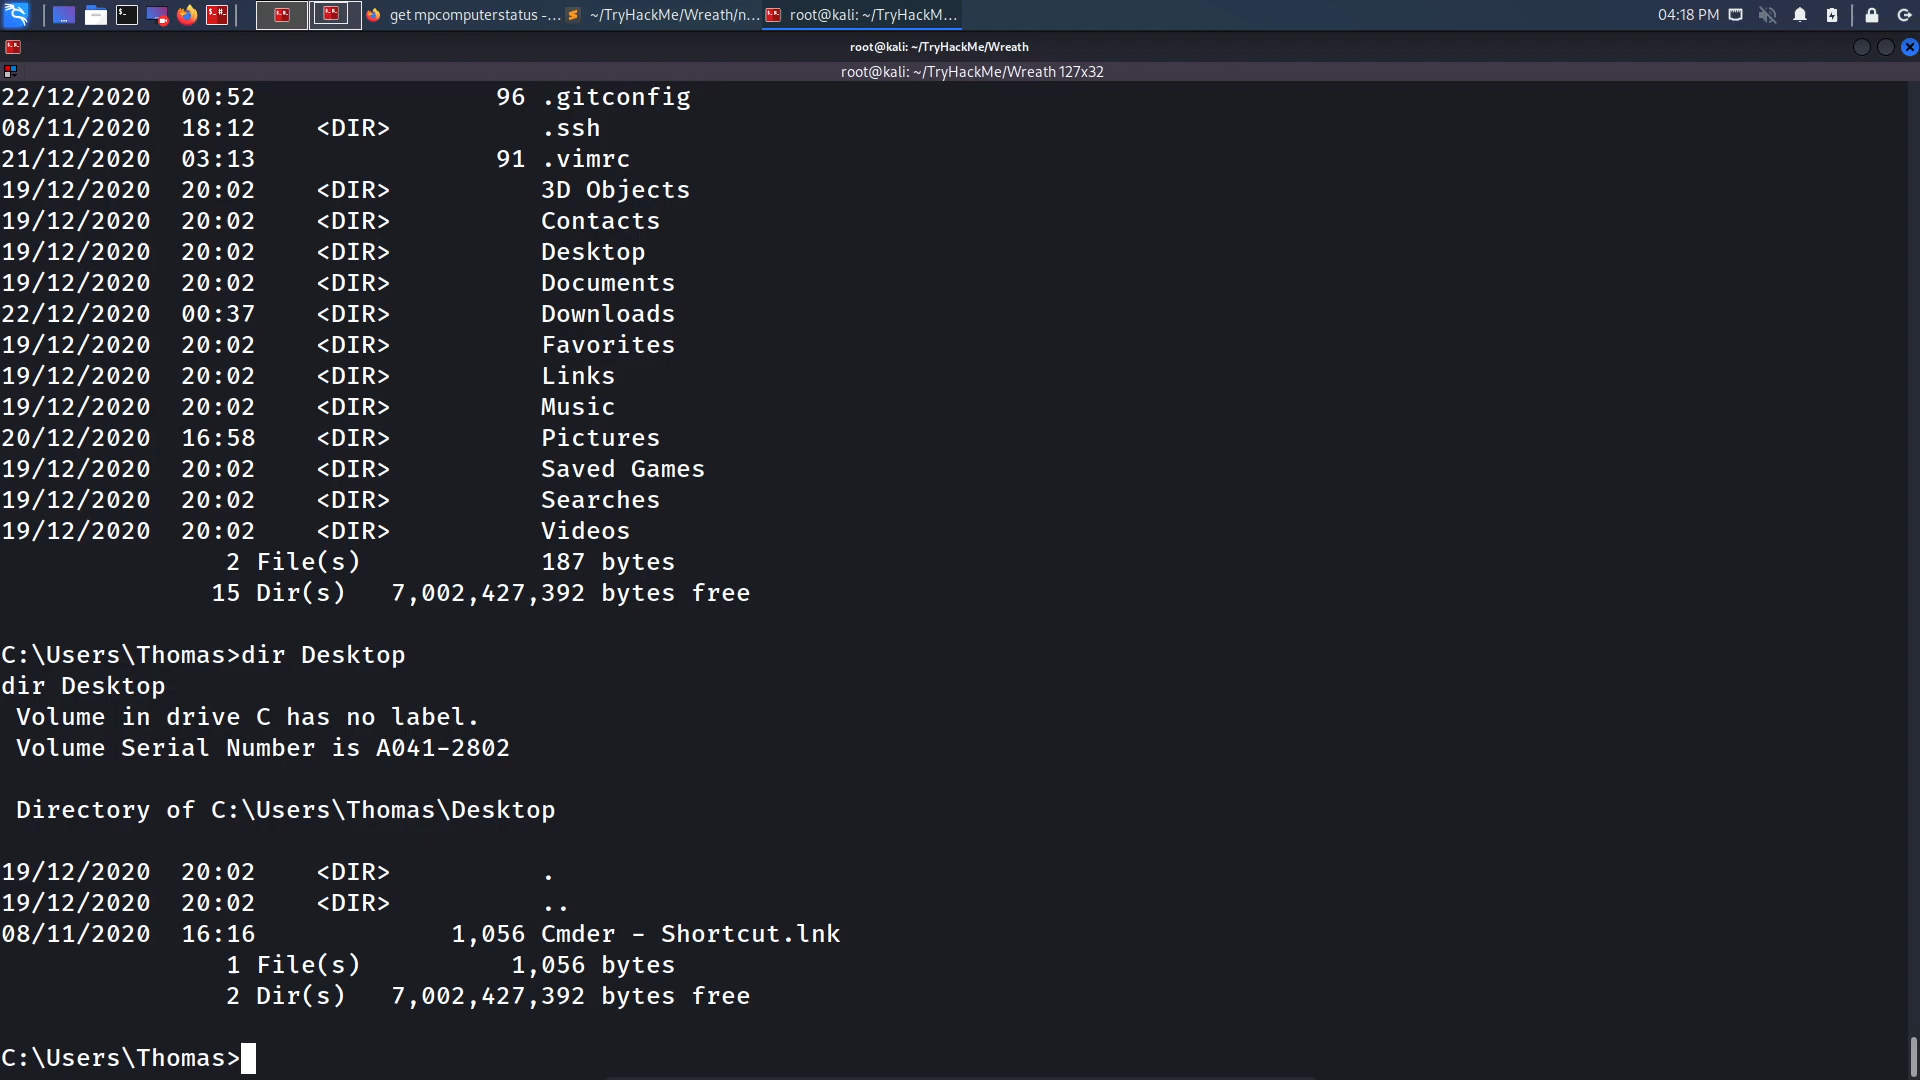 get mpcomputerstatus -...
~/TryHackMe/Wreath/n...
root@kali: ~/TryHackM...
04:18 PM
root@kali: ~/TryHackMe/Wreath
root@kali: ~/TryHackMe/Wreath 127x32
22/12/2020  00:52                96 .gitconfig
08/11/2020  18:12    <DIR>          .ssh
21/12/2020  03:13                91 .vimrc
19/12/2020  20:02    <DIR>          3D Objects
19/12/2020  20:02    <DIR>          Contacts
19/12/2020  20:02    <DIR>          Desktop
19/12/2020  20:02    <DIR>          Documents
22/12/2020  00:37    <DIR>          Downloads
19/12/2020  20:02    <DIR>          Favorites
19/12/2020  20:02    <DIR>          Links
19/12/2020  20:02    <DIR>          Music
20/12/2020  16:58    <DIR>          Pictures
19/12/2020  20:02    <DIR>          Saved Games
19/12/2020  20:02    <DIR>          Searches
19/12/2020  20:02    <DIR>          Videos
               2 File(s)            187 bytes
              15 Dir(s)   7,002,427,392 bytes free

C:\Users\Thomas>dir Desktop
dir Desktop
 Volume in drive C has no label.
 Volume Serial Number is A041-2802

 Directory of C:\Users\Thomas\Desktop

19/12/2020  20:02    <DIR>          .
19/12/2020  20:02    <DIR>          ..
08/11/2020  16:16             1,056 Cmder - Shortcut.lnk
               1 File(s)          1,056 bytes
               2 Dir(s)   7,002,427,392 bytes free

C:\Users\Thomas>